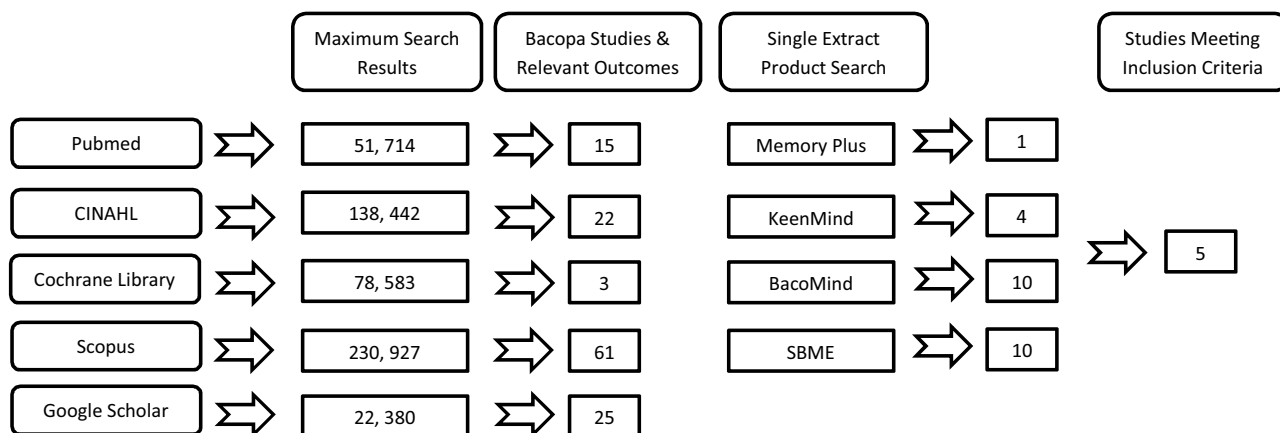 Maximum Search
Results
Bacopa Studies &
Relevant Outcomes
Single Extract
Product Search
Studies Meeting
Inclusion Criteria
Pubmed
51, 714
15
Memory Plus
1
CINAHL
138, 442
22
KeenMind
4
5
Cochrane Library
78, 583
3
BacoMind
10
Scopus
230, 927
61
SBME
10
Google Scholar
22, 380
25